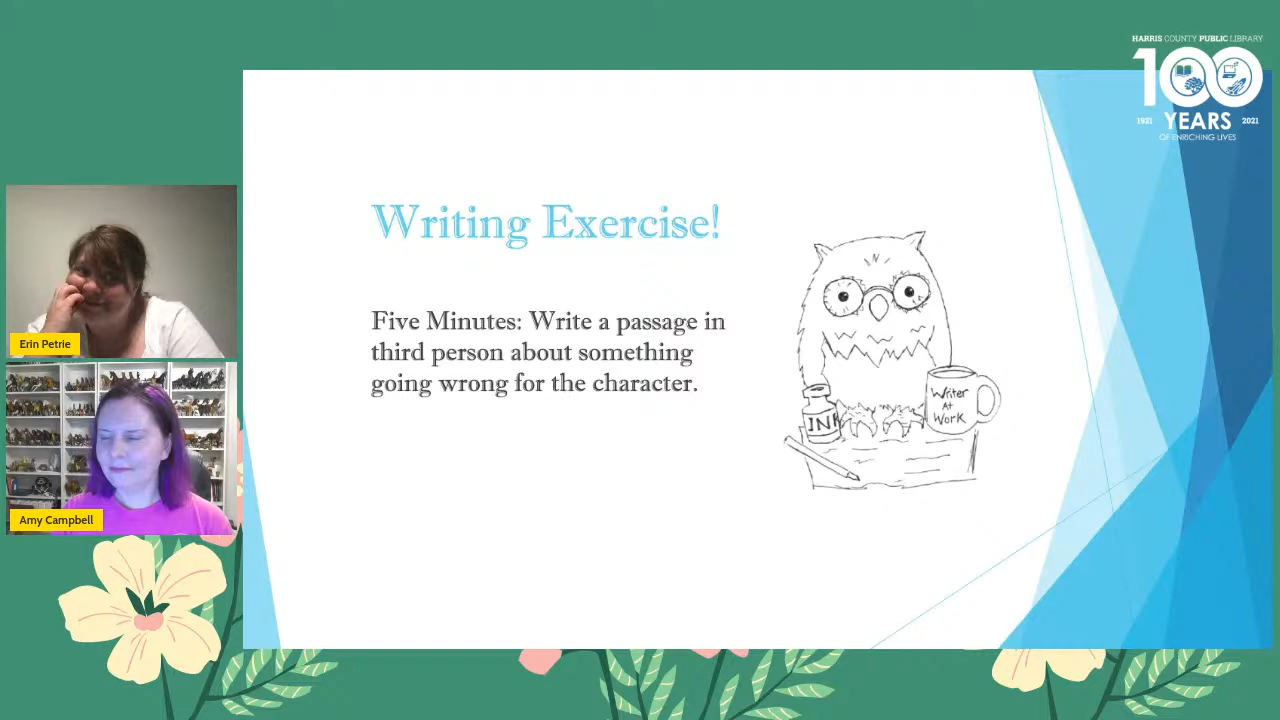 HARRIS COUNTY PUBLIC LIBRARY
100
1921 YEARS 2021
OF ENRICHING LIVES
Writing Exercise!
Five Minutes: Write a passage in
third person about something
going wrong for the character.
INK
Writer
At
Work
Erin Petrie
Amy Campbell